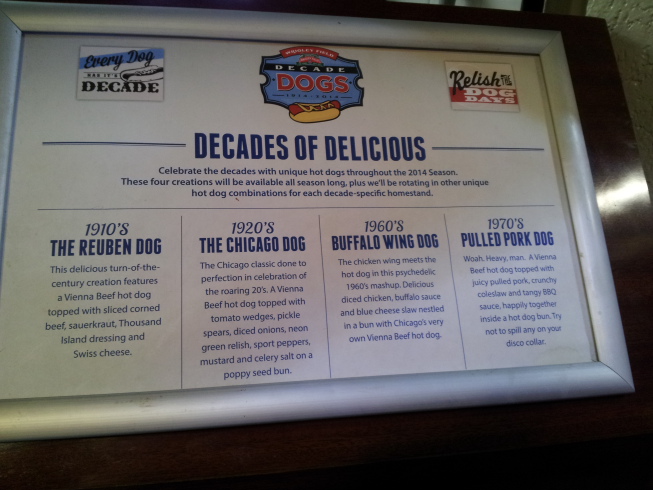 Every Dog
HAS IT'S
DECADE
WRIGLEY FIELD
DECADE
DOGS
1910-2014
Relish THE
DOG
DAYS
DECADES OF DELICIOUS
Celebrate the decades with unique hot dogs throughout the 2014 Season.
These four creations will be available all season long, plus we'll be rotating in other unique
hot dog combinations for each decade-specific homestand.
1910'S
THE REUBEN DOG
This delicious turn-of-the-
century creation features
a Vienna Beef hot dog
topped with sliced corned
beef, sauerkraut, Thousand
Island dressing and
Swiss cheese.
1920'S
THE CHICAGO DOG
The Chicago classic done to
perfection in celebration of
the roaring 20's. A Vienna
Beef hot dog topped with
tomato wedges, pickle
spears, diced onions, neon
green relish, sport peppers,
mustard and celery salt on a
poppy seed bun.
1960'S
BUFFALO WING DOG
The chicken wing meets the
hot dog in this psychedelic
1960's mashup. Delicious
diced chicken, buffalo sauce
and blue cheese slaw nestled
in a bun with Chicago's very
own Vienna Beef hot dog.
1970'S
PULLED PORK DOG
Woah. Heavy, man. A Vienna
Beef hot dog topped with
juicy pulled pork, crunchy
coleslaw and tangy BBQ
sauce, happily together
inside a hot dog bun. Try
not to spill any on your
disco collar.